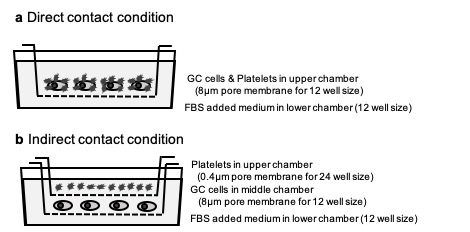 a Direct contact condition
GC cells & Platelets in upper chamber
(8μm pore membrane for 12 well size)
FBS added medium in lower chamber (12 well size)
b Indirect contact condition
Platelets in upper chamber
(0.4μm pore membrane for 24 well size)
GC cells in middle chamber
(8μm pore membrane for 12 well size)
FBS added medium in lower chamber (12 well size)